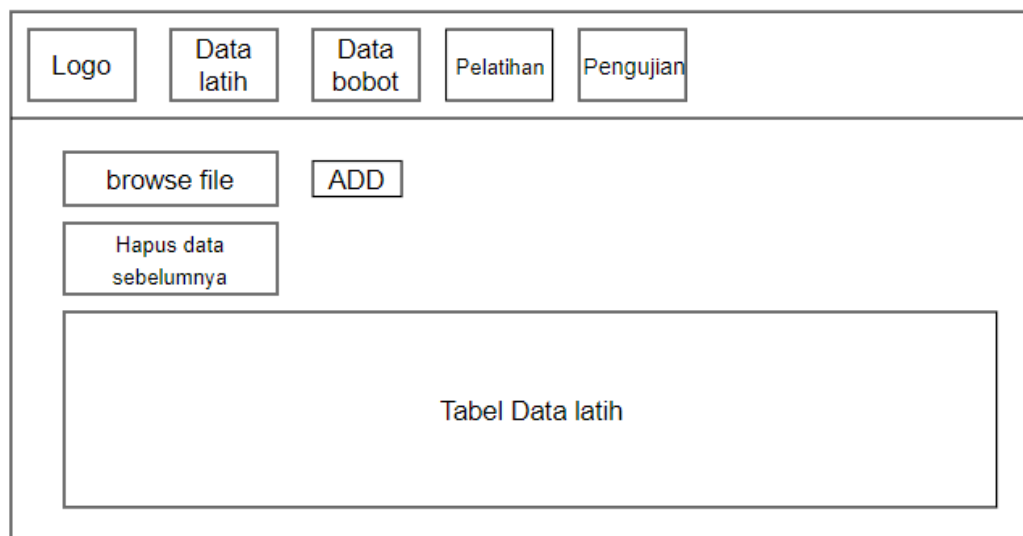 Logo
Data
latih
Data
bobot
Pelatihan
Pengujian
browse file
ADD
Hapus data
sebelumnya
Tabel Data latih